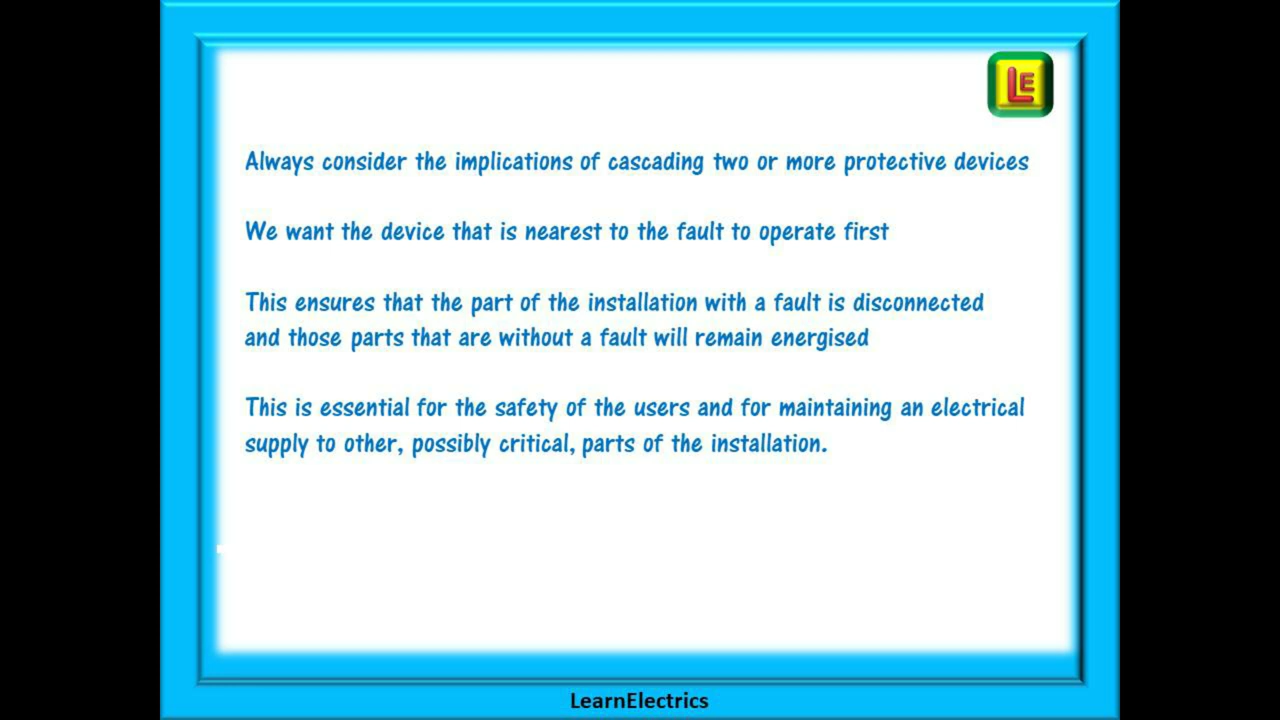 LE
Always consider the implications of cascading two or more protective devices
We want the device that is nearest to the fault to operate first
This ensures that the part of the installation with a fault is disconnected
and those parts that are without a fault will remain energised
This is essential for the safety of the users and for maintaining an electrical
supply to other, possibly critical, parts of the installation.
LearnElectrics